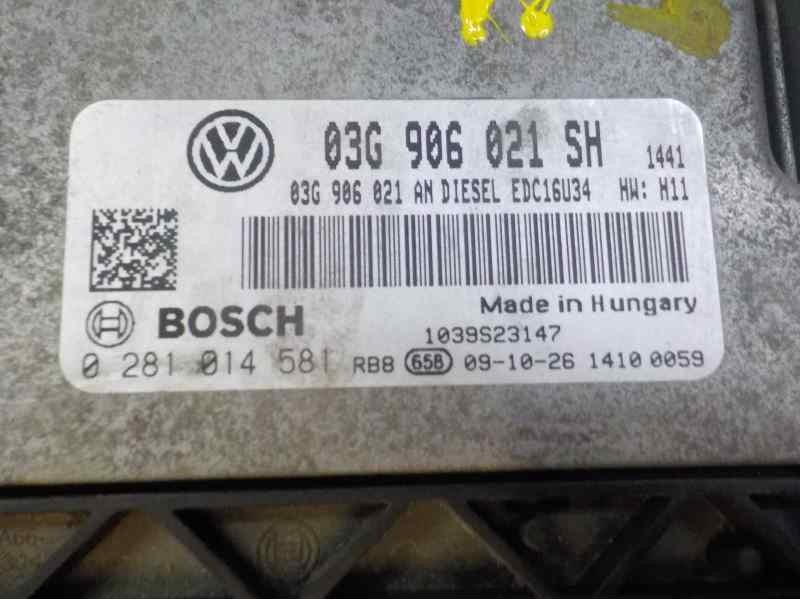 03G 906 021 SH 1441
03G 906 021 AN DIESEL EDC16U34 HW: H11
BOSCH
Made in Hungary
1039S23147
0 281 014 581 RB8 65B 09-10-26 1410 0059